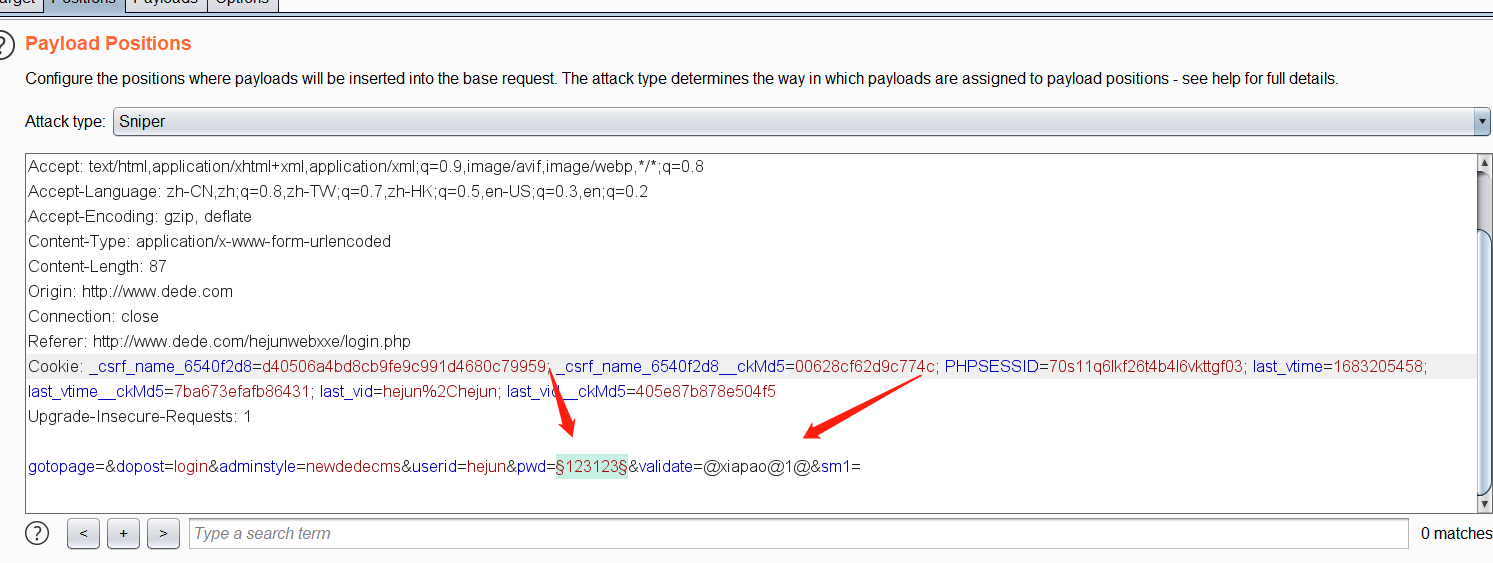 Target Positions Payloads Options
? Payload Positions
Configure the positions where payloads will be inserted into the base request. The attack type determines the way in which payloads are assigned to payload positions - see help for full details.
Attack type: Sniper
Accept: text/html,application/xhtml+xml,application/xml;q=0.9,image/avif,image/webp,*/*;q=0.8
Accept-Language: zh-CN,zh;q=0.8,zh-TW;q=0.7,zh-HK;q=0.5,en-US;q=0.3,en;q=0.2
Accept-Encoding: gzip, deflate
Content-Type: application/x-www-form-urlencoded
Content-Length: 87
Origin: http://www.dede.com
Connection: close
Referer: http://www.dede.com/hejunwebxxe/login.php
Cookie: _csrf_name_6540f2d8=d40506a4bd8cb9fe9c991d4680c79959; _csrf_name_6540f2d8__ckMd5=00628cf62d9c774c; PHPSESSID=70s11q6lkf26t4b4l6vkttgf03; last_vtime=1683205458;
last_vtime__ckMd5=7ba673efafb86431; last_vid=hejun%2Chejun; last_vid__ckMd5=405e87b878e504f5
Upgrade-Insecure-Requests: 1
gotopage=&dopost=login&adminstyle=newdedecms&userid=hejun&pwd=§123123§&validate=@xiapao@1@&sm1=
? < + > Type a search term 0 matches